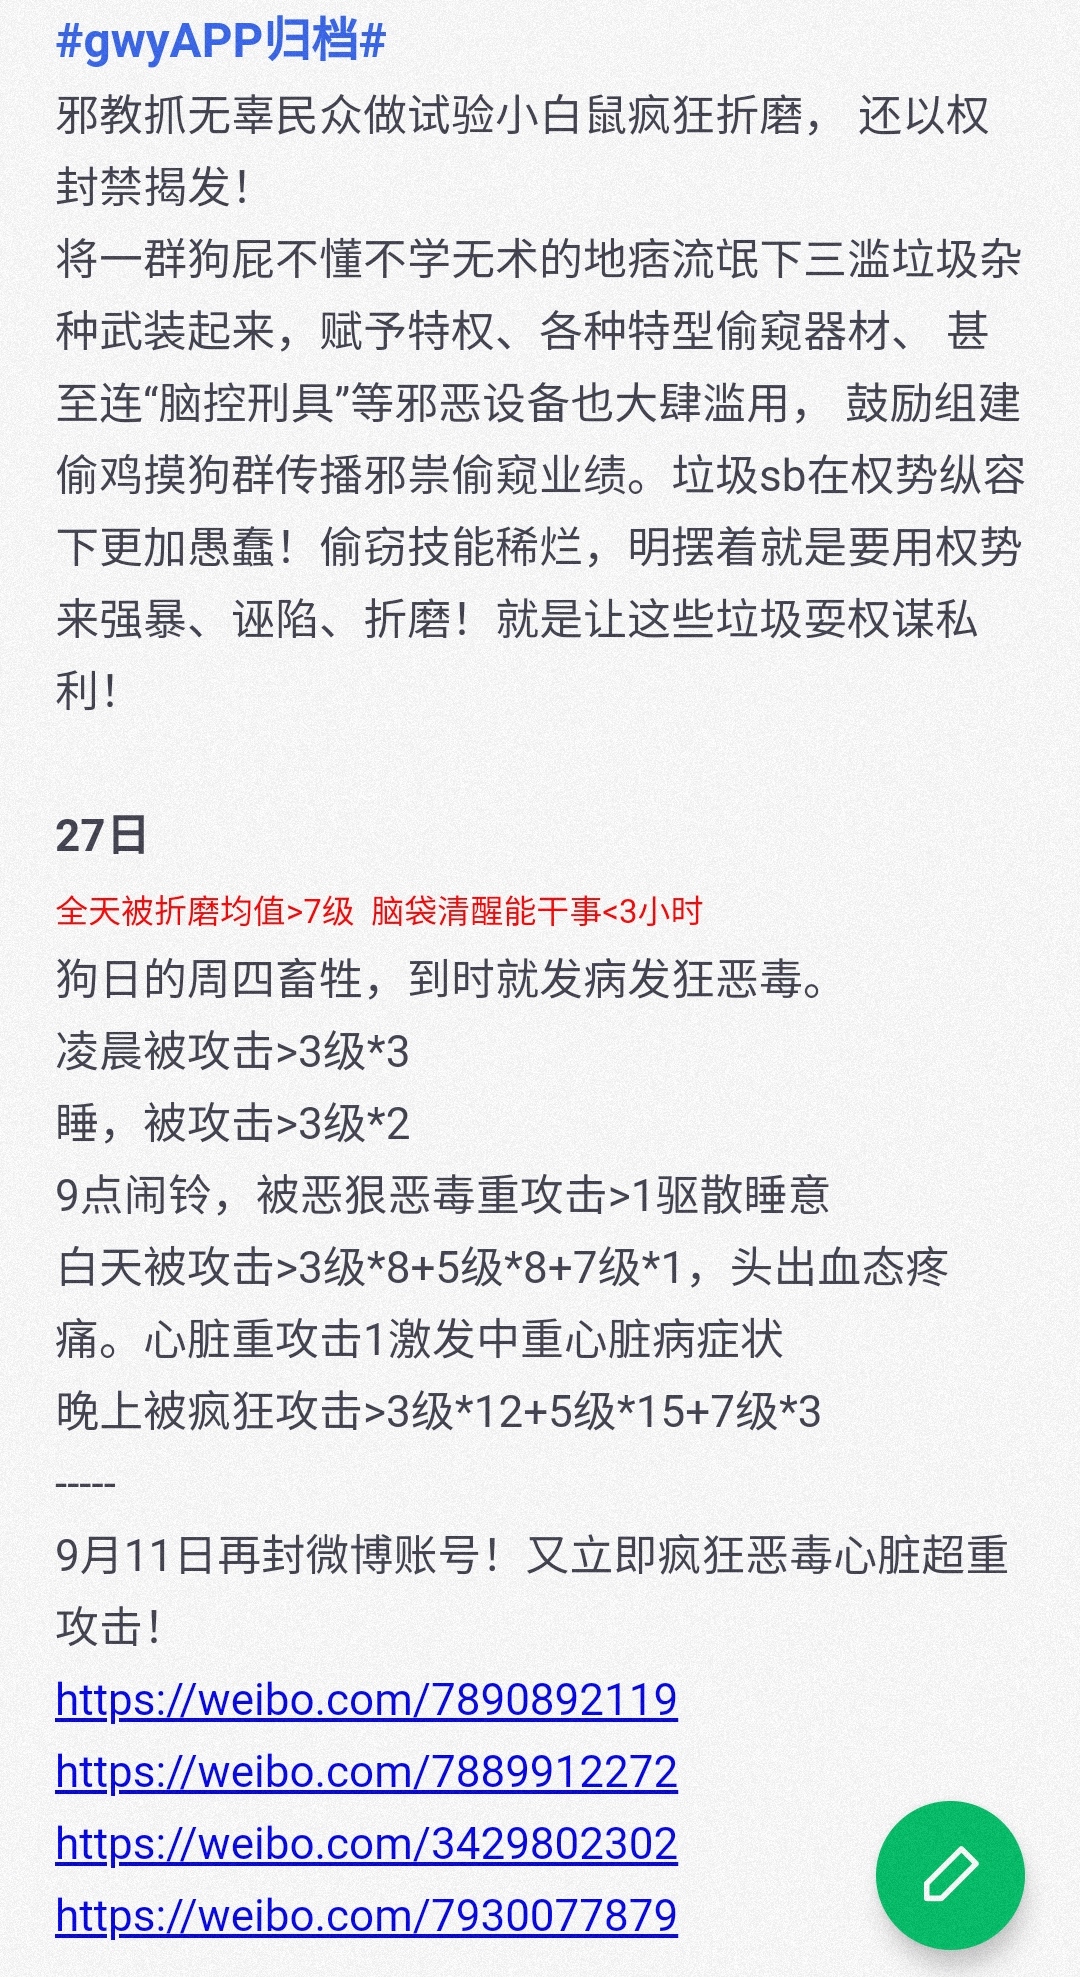 #gwyAPP归档#
邪教抓无辜民众做试验小白鼠疯狂折磨， 还以权
封禁揭发！
将一群狗屁不懂不学无术的地痞流氓下三滥垃圾杂
种武装起来，赋予特权、各种特型偷窥器材、 甚
至连“脑控刑具”等邪恶设备也大肆滥用， 鼓励组建
偷鸡摸狗群传播邪祟偷窥业绩。垃圾sb在权势纵容
下更加愚蠢！偷窃技能稀烂，明摆着就是要用权势
来强暴、诬陷、折磨！就是让这些垃圾耍权谋私
利！
27日
全天被折磨均值>7级 脑袋清醒能干事<3小时
狗日的周四畜牲，到时就发病发狂恶毒。
凌晨被攻击>3级*3
睡，被攻击>3级*2
9点闹铃，被恶狠恶毒重攻击>1驱散睡意
白天被攻击>3级*8+5级*8+7级*1，头出血态疼
痛。心脏重攻击1激发中重心脏病症状
晚上被疯狂攻击>3级*12+5级*15+7级*3
-----
9月11日再封微博账号！又立即疯狂恶毒心脏超重
攻击！
https://weibo.com/7890892119
https://weibo.com/7889912272
https://weibo.com/3429802302
https://weibo.com/7930077879